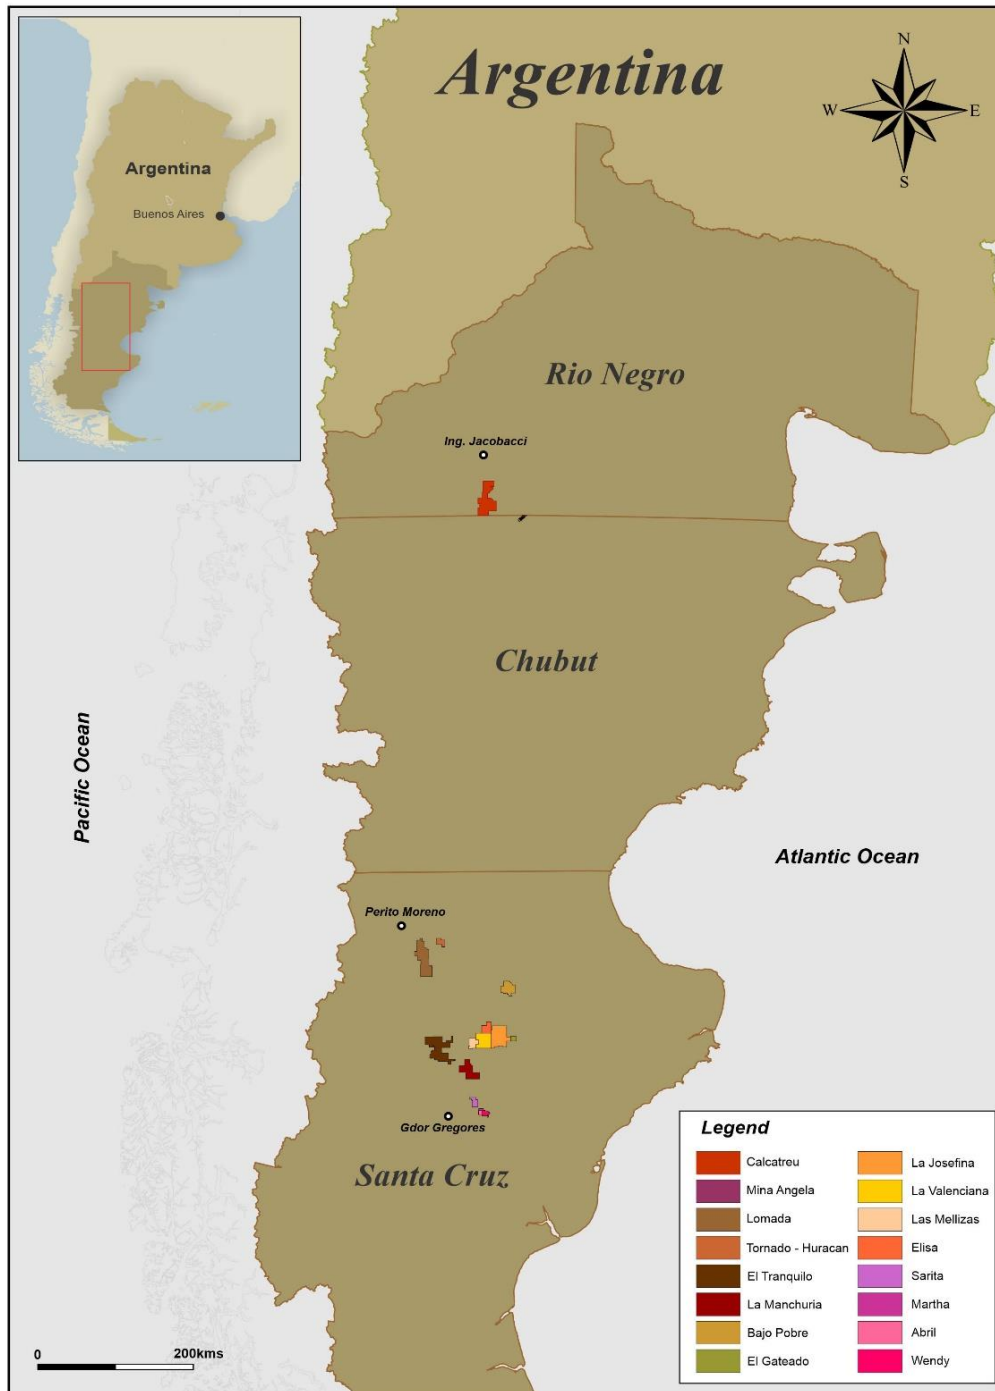 Argentina
N
W
E
S
Argentina
Buenos Aires
Rio Negro
Ing. Jacobacci
Chubut
Pacific Ocean
Atlantic Ocean
Perito Moreno
Gdor Gregores
Santa Cruz
Legend
Calcatreu
Mina Angela
Lomada
Tornado - Huracan
El Tranquilo
La Manchuria
Bajo Pobre
El Gateado
La Josefina
La Valenciana
Las Mellizas
Elisa
Sarita
Martha
Abril
Wendy
0 200kms